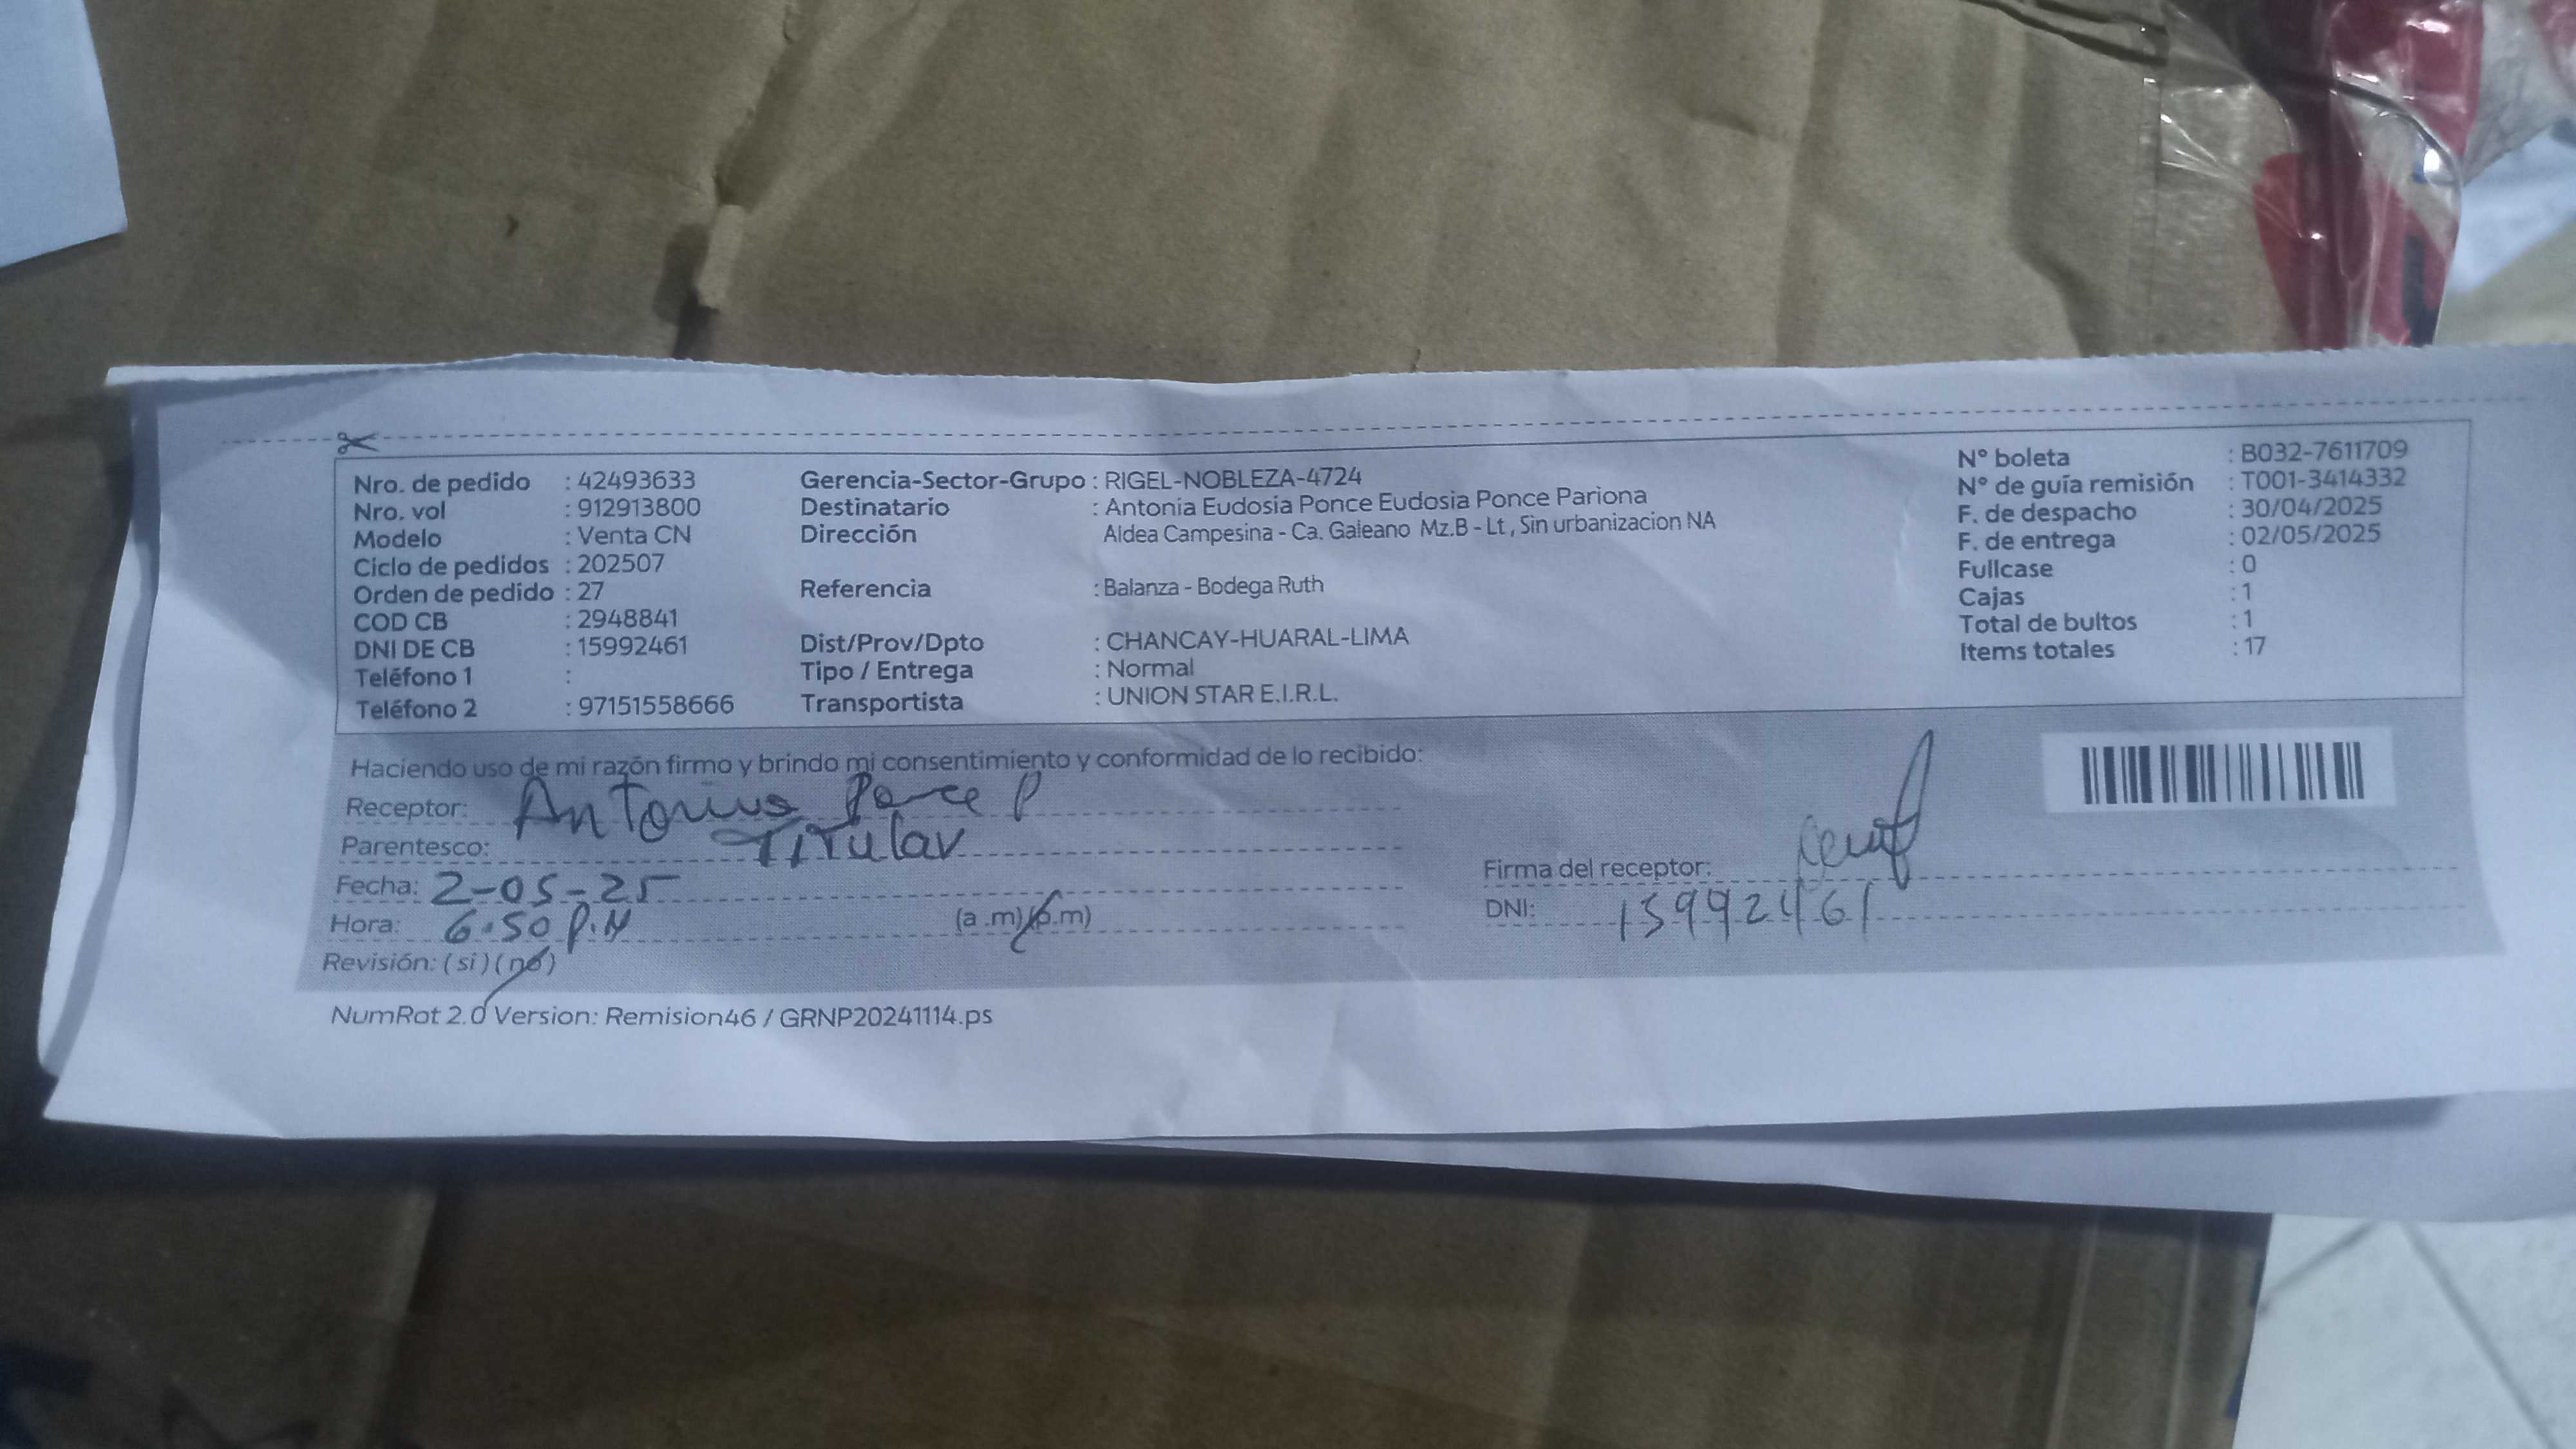 Nro. de pedido : 42493633
Nro. vol : 912913800
Modelo : Venta CN
Ciclo de pedidos : 202507
Orden de pedido : 27
COD CB : 2948841
DNI DE CB : 15992461
Teléfono 1 :
Teléfono 2 : 97151558666
Gerencia-Sector-Grupo : RIGEL-NOBLEZA-4724
Destinatario : Antonia Eudosia Ponce Eudosia Ponce Pariona
Dirección Aldea Campesina - Ca. Galeano Mz.B - Lt , Sin urbanizacion NA
Referencia : Balanza - Bodega Ruth
Dist/Prov/Dpto : CHANCAY-HUARAL-LIMA
Tipo / Entrega : Normal
Transportista : UNION STAR E.I.R.L.
N° boleta : B032-7611709
N° de guía remisión : T001-3414332
F. de despacho : 30/04/2025
F. de entrega : 02/05/2025
Fullcase : 0
Cajas : 1
Total de bultos : 1
Items totales : 17
Haciendo uso de mi razón firmo y brindo mi consentimiento y conformidad de lo recibido:
Receptor: Antonia Ponce P
Parentesco: Titular
Fecha: 2-05-25
Hora: 6.50 P.M (a .m) (p.m)
Revisión: ( si ) ( no )
Firma del receptor:
DNI: 15992461
NumRot 2.0 Version: Remision46 / GRNP20241114.ps